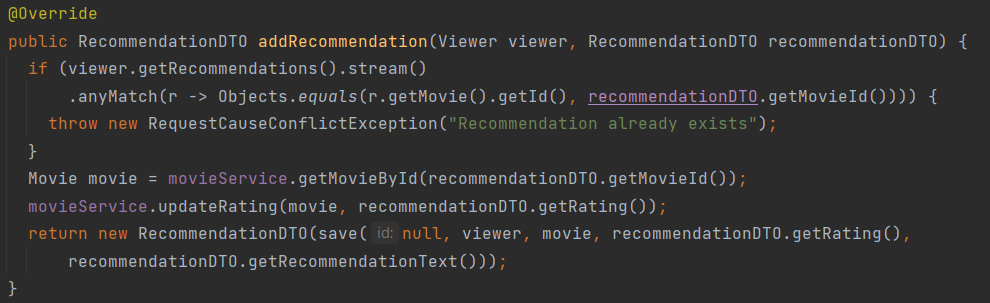 @Override
public RecommendationDTO addRecommendation(Viewer viewer, RecommendationDTO recommendationDTO) {
  if (viewer.getRecommendations().stream()
      .anyMatch(r -> Objects.equals(r.getMovie().getId(), recommendationDTO.getMovieId()))) {
    throw new RequestCauseConflictException("Recommendation already exists");
  }
  Movie movie = movieService.getMovieById(recommendationDTO.getMovieId());
  movieService.updateRating(movie, recommendationDTO.getRating());
  return new RecommendationDTO(save( id: null, viewer, movie, recommendationDTO.getRating(),
      recommendationDTO.getRecommendationText()));
}